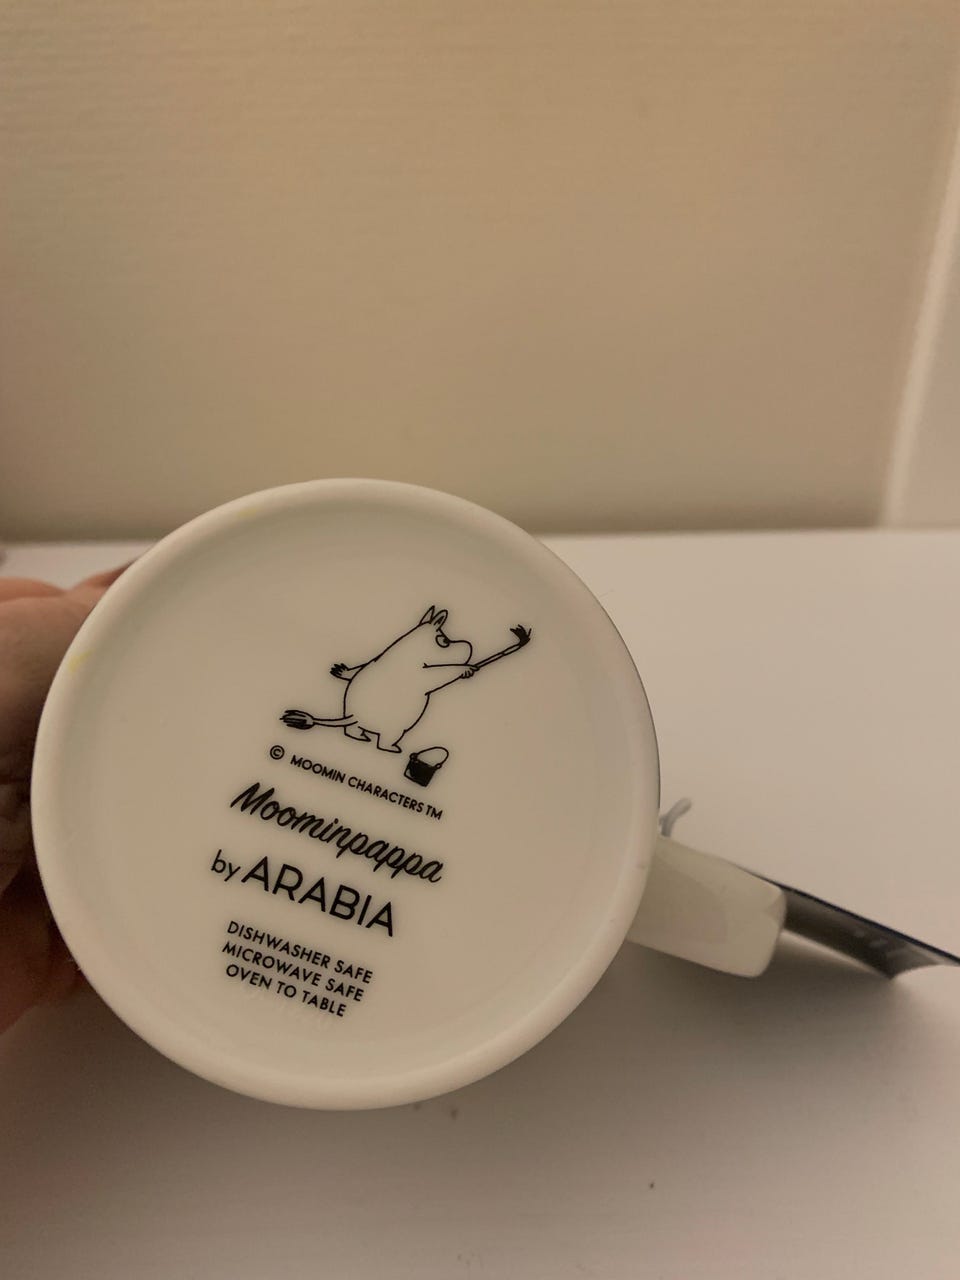 © MOOMIN CHARACTERS TM
Moominpappa
by ARABIA
DISHWASHER SAFE
MICROWAVE SAFE
OVEN TO TABLE